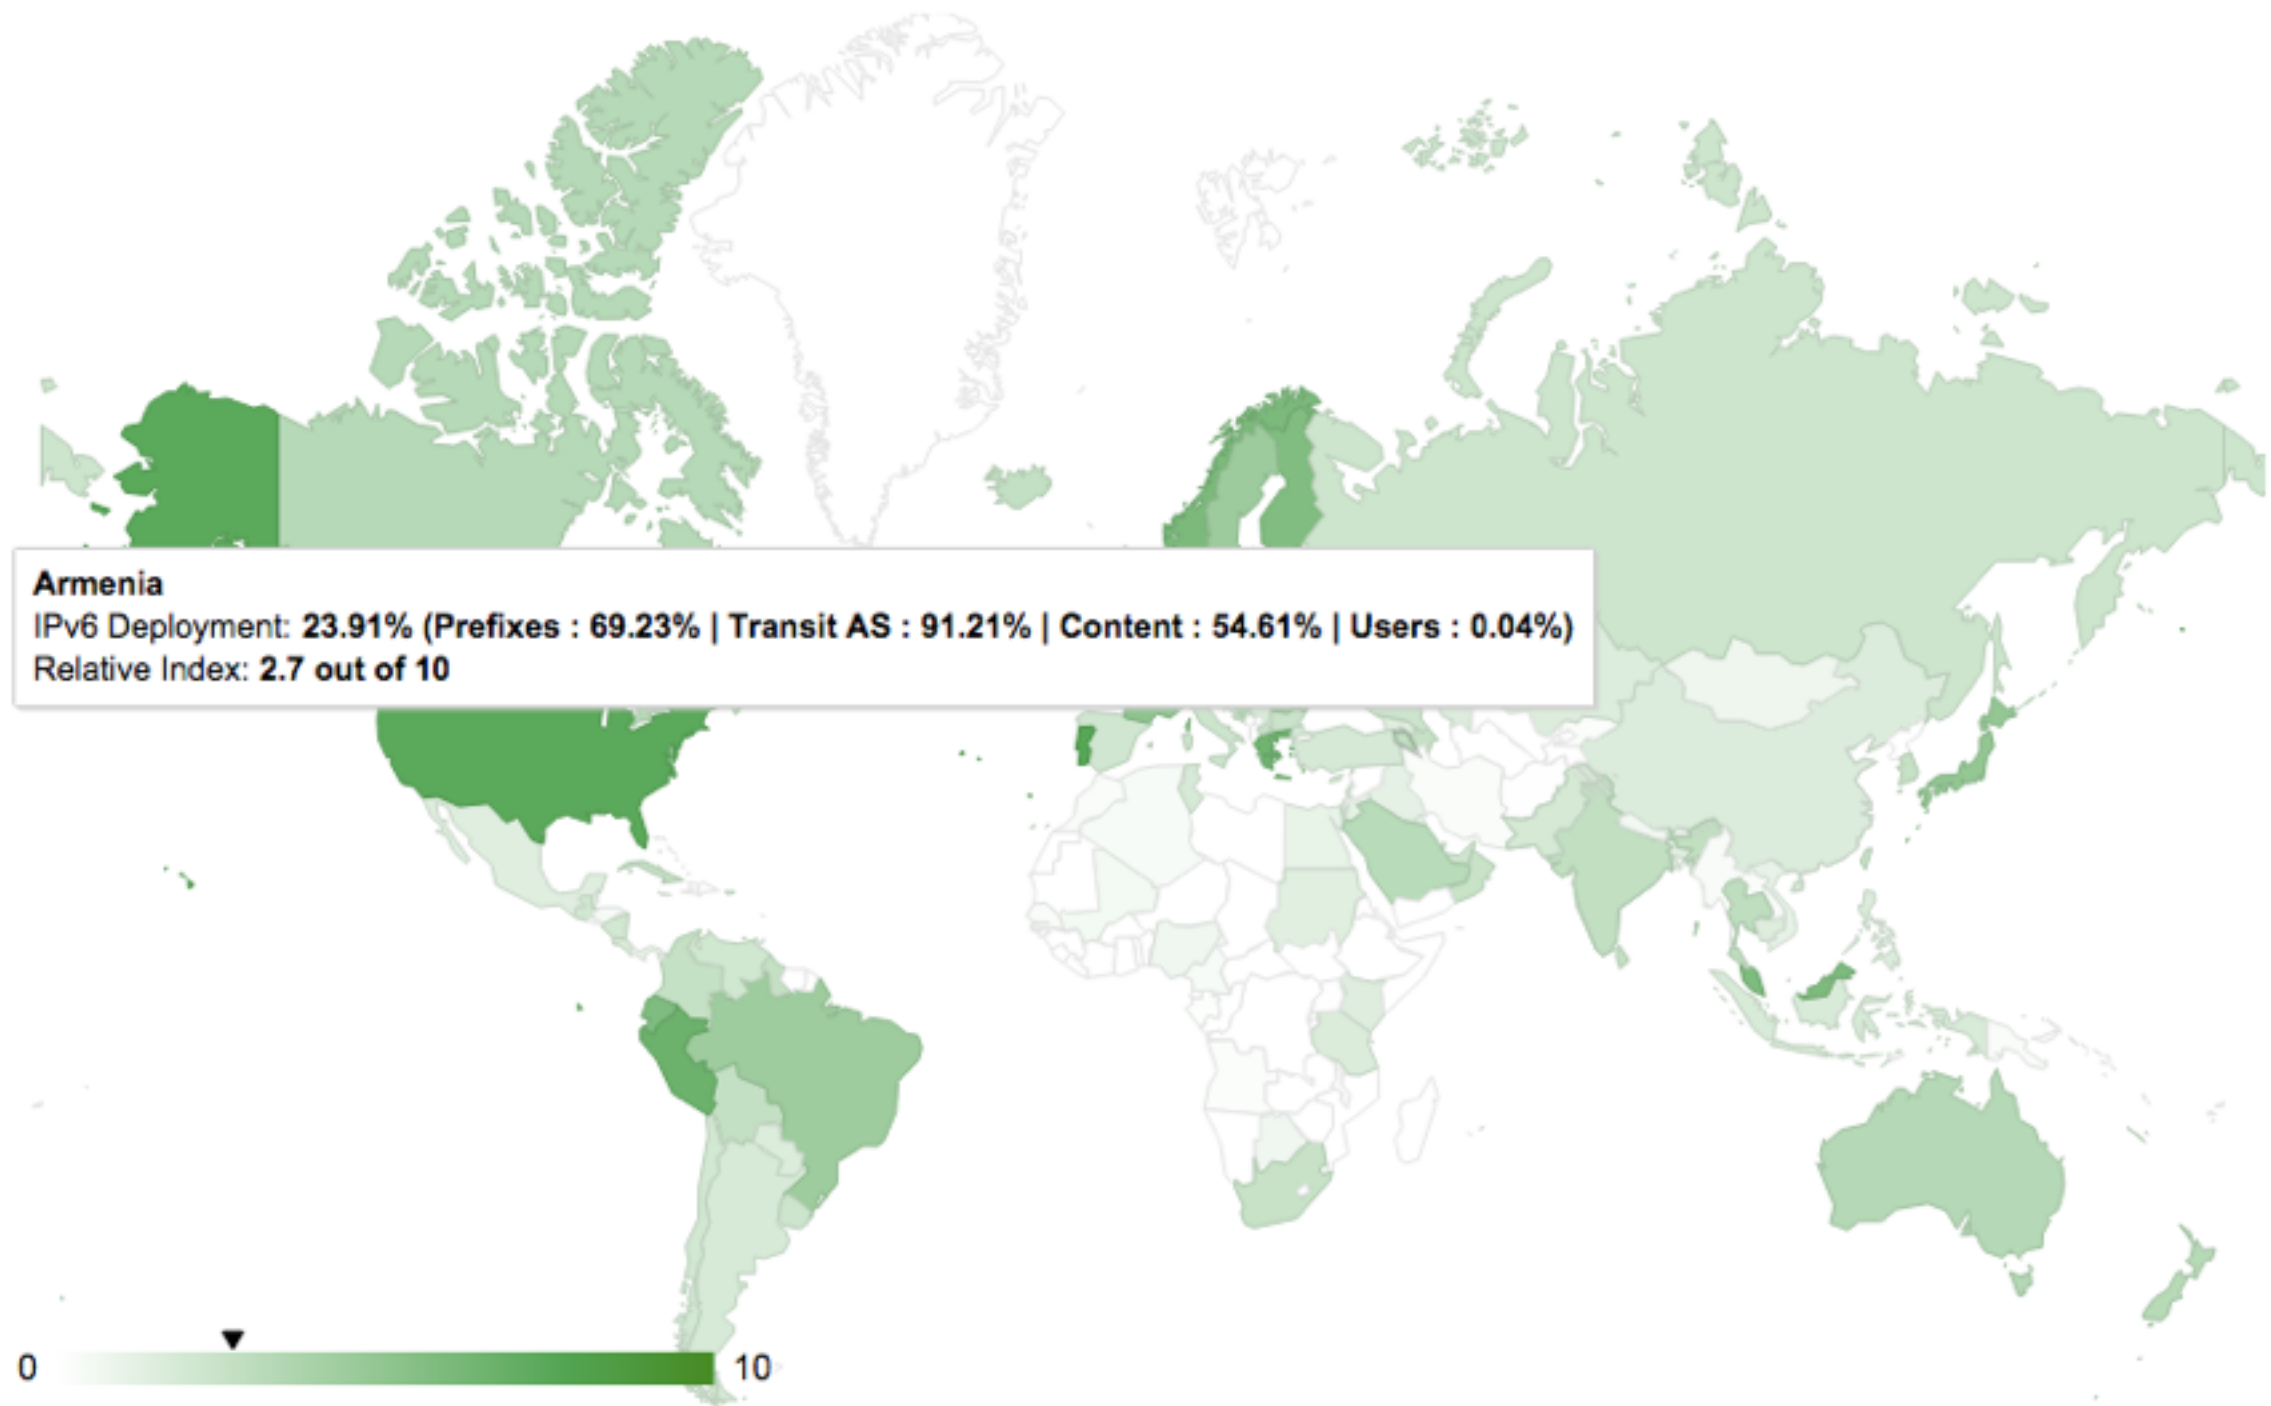 Armenia
IPv6 Deployment: 23.91% (Prefixes : 69.23% | Transit AS : 91.21% | Content : 54.61% | Users : 0.04%)
Relative Index: 2.7 out of 10
0 10